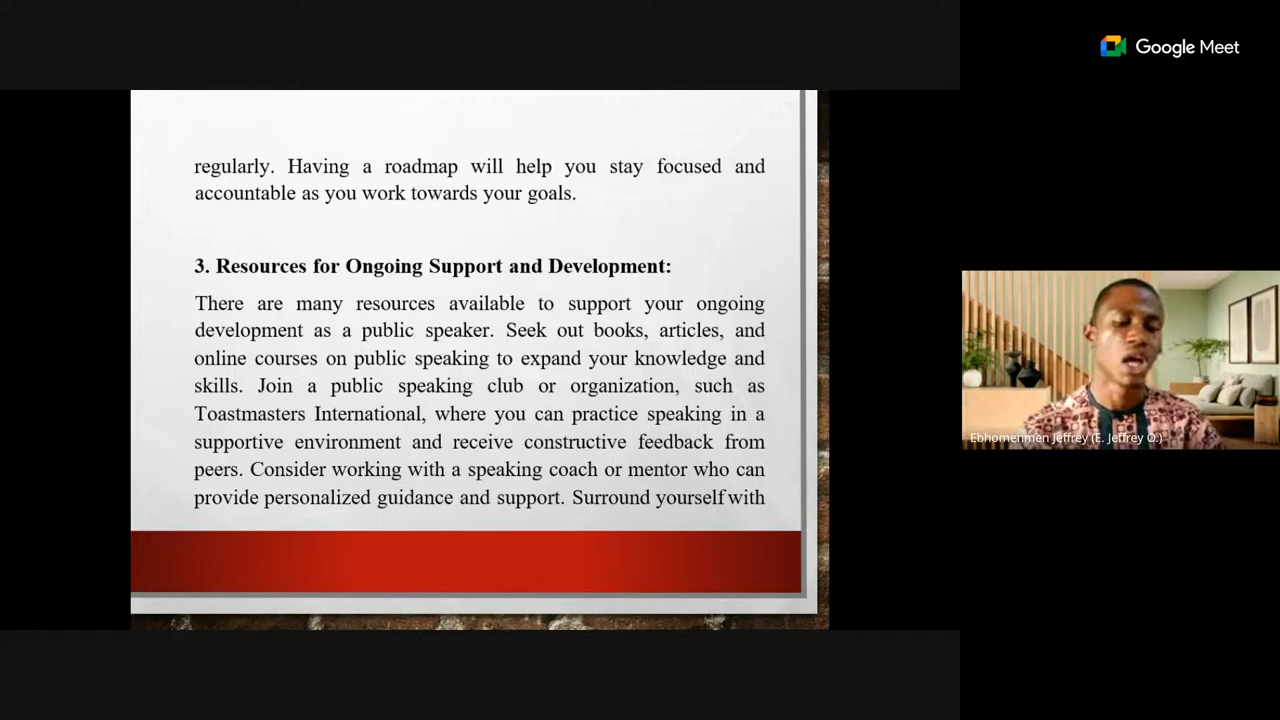 Google Meet
regularly. Having a roadmap will help you stay focused and
accountable as you work towards your goals.
3. Resources for Ongoing Support and Development:
There are many resources available to support your ongoing
development as a public speaker. Seek out books, articles, and
online courses on public speaking to expand your knowledge and
skills. Join a public speaking club or organization, such as
Toastmasters International, where you can practice speaking in a
supportive environment and receive constructive feedback from
peers. Consider working with a speaking coach or mentor who can
provide personalized guidance and support. Surround yourself with
Ebhomenmen Jeffrey (E. Jeffrey O.)